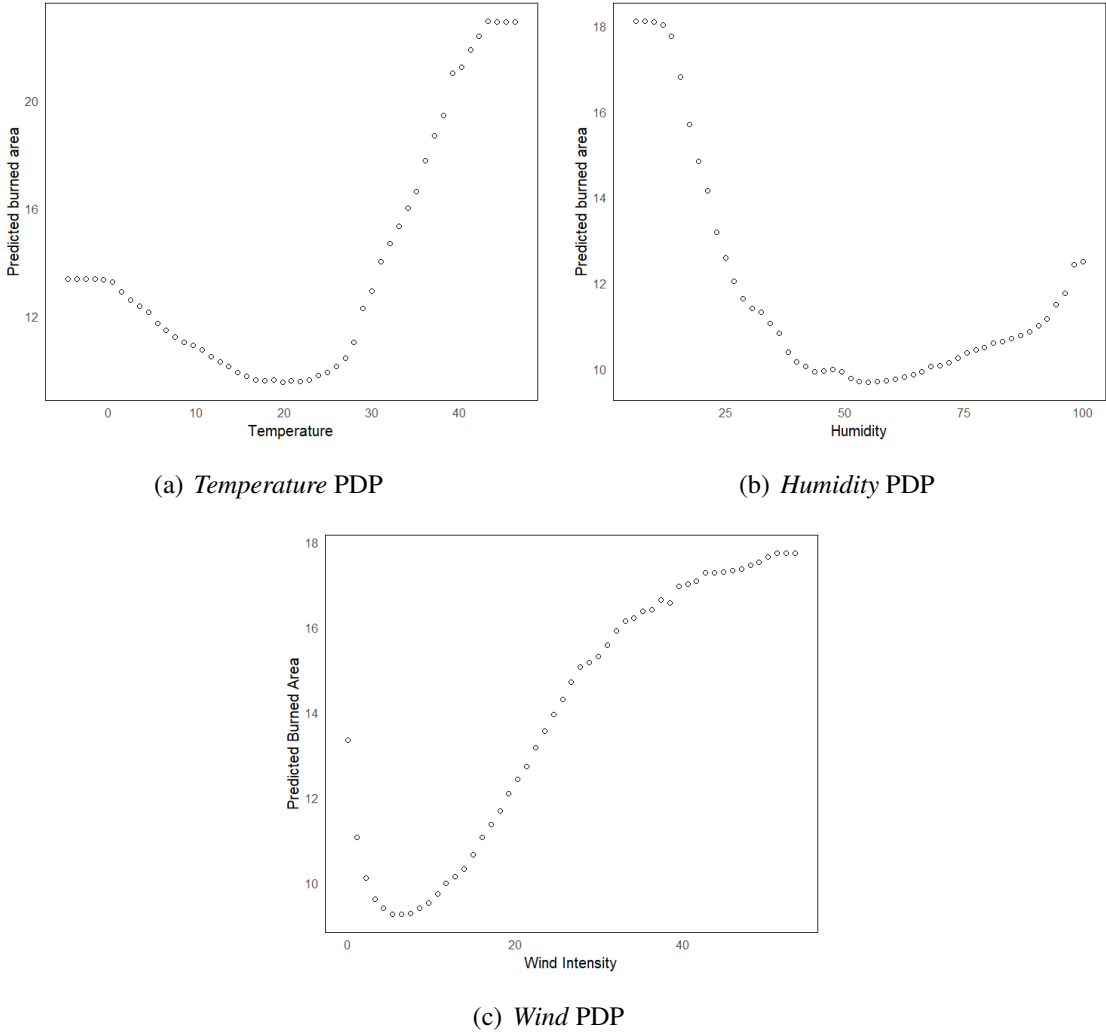 20
16
12
Predicted burned area
0 10 20 30 40
Temperature
(a) Temperature PDP
18
16
14
12
10
Predicted burned area
25 50 75 100
Humidity
(b) Humidity PDP
18
16
14
12
10
Predicted Burned Area
0 20 40
Wind Intensity
(c) Wind PDP